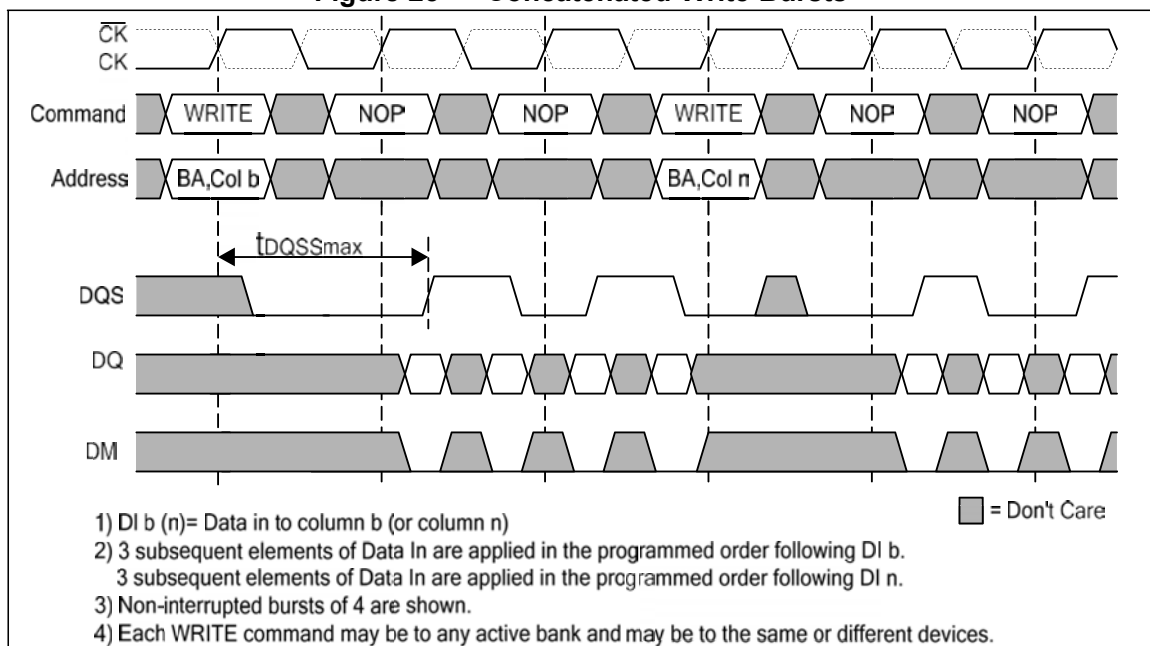 Figure 26 — Concatenated Write Bursts
CK
CK
Command WRITE NOP NOP WRITE NOP NOP
Address BA,Col b BA,Col n
tDQSSmax
DQS
DQ
DM
= Don't Care
1) DI b (n)= Data in to column b (or column n)
2) 3 subsequent elements of Data In are applied in the programmed order following DI b.
3 subsequent elements of Data In are applied in the programmed order following DI n.
3) Non-interrupted bursts of 4 are shown.
4) Each WRITE command may be to any active bank and may be to the same or different devices.